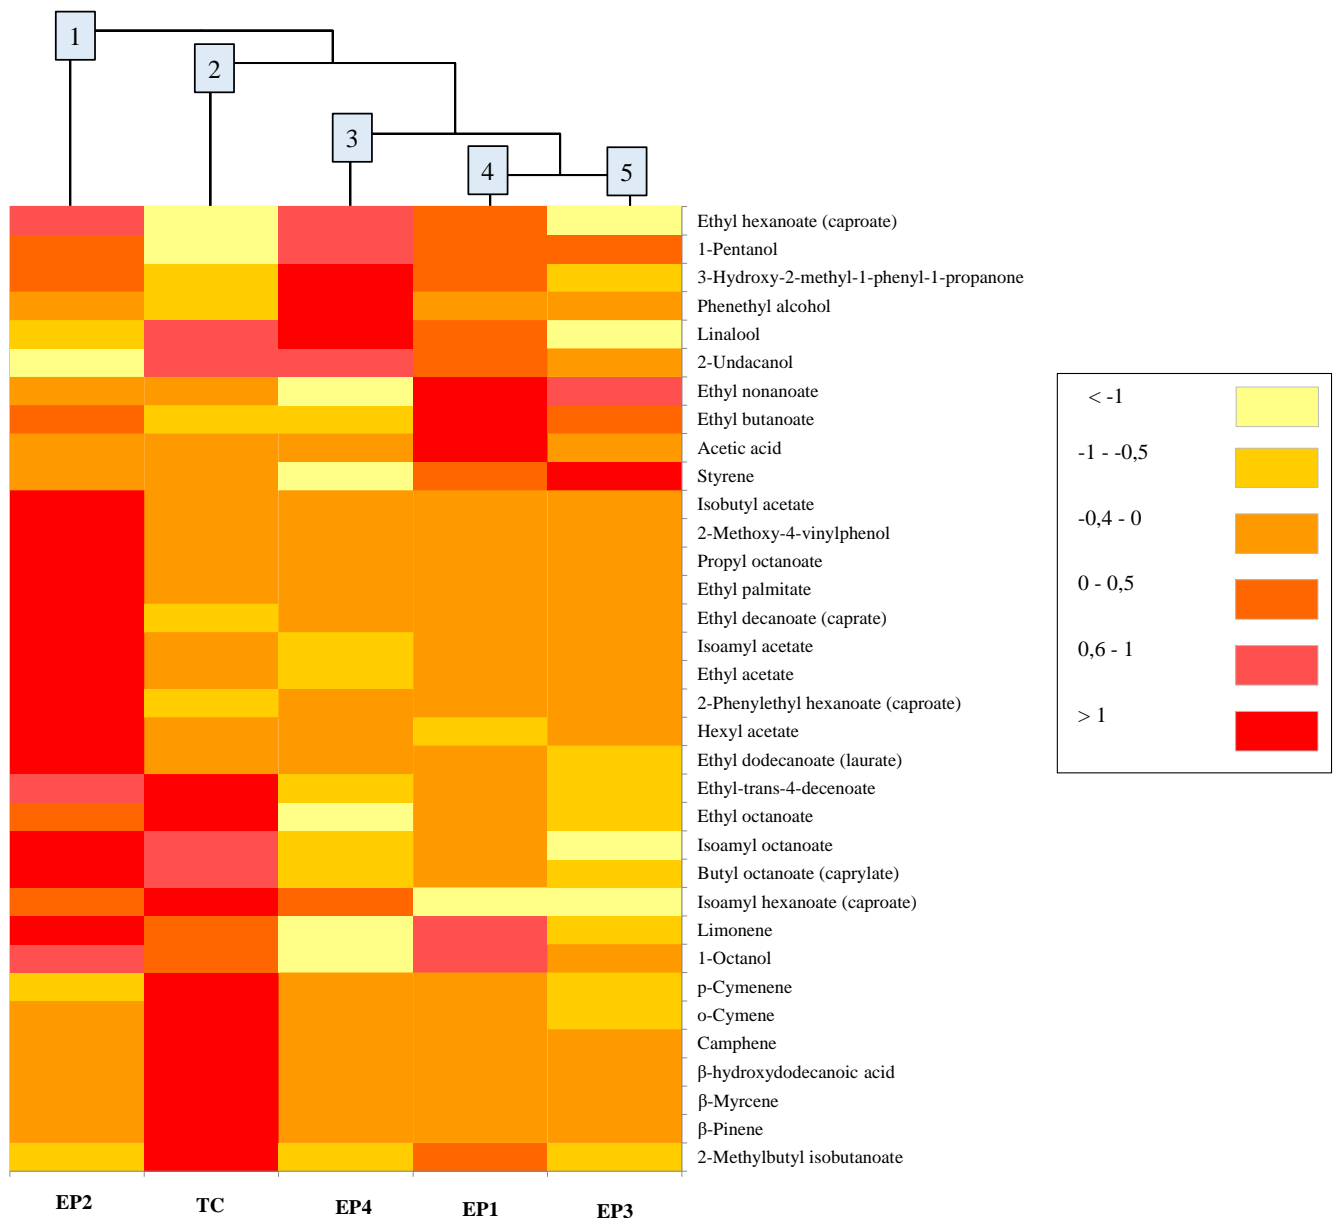 1
2
3
4
5
Ethyl hexanoate (caproate)
1-Pentanol
3-Hydroxy-2-methyl-1-phenyl-1-propanone
Phenethyl alcohol
Linalool
2-Undacanol
Ethyl nonanoate
Ethyl butanoate
Acetic acid
Styrene
Isobutyl acetate
2-Methoxy-4-vinylphenol
Propyl octanoate
Ethyl palmitate
Ethyl decanoate (caprate)
Isoamyl acetate
Ethyl acetate
2-Phenylethyl hexanoate (caproate)
Hexyl acetate
Ethyl dodecanoate (laurate)
Ethyl-trans-4-decenoate
Ethyl octanoate
Isoamyl octanoate
Butyl octanoate (caprylate)
Isoamyl hexanoate (caproate)
Limonene
1-Octanol
p-Cymenene
o-Cymene
Camphene
β-hydroxydodecanoic acid
β-Myrcene
β-Pinene
2-Methylbutyl isobutanoate
EP2 TC EP4 EP1 EP3
< -1
-1 - -0,5
-0,4 - 0
0 - 0,5
0,6 - 1
> 1